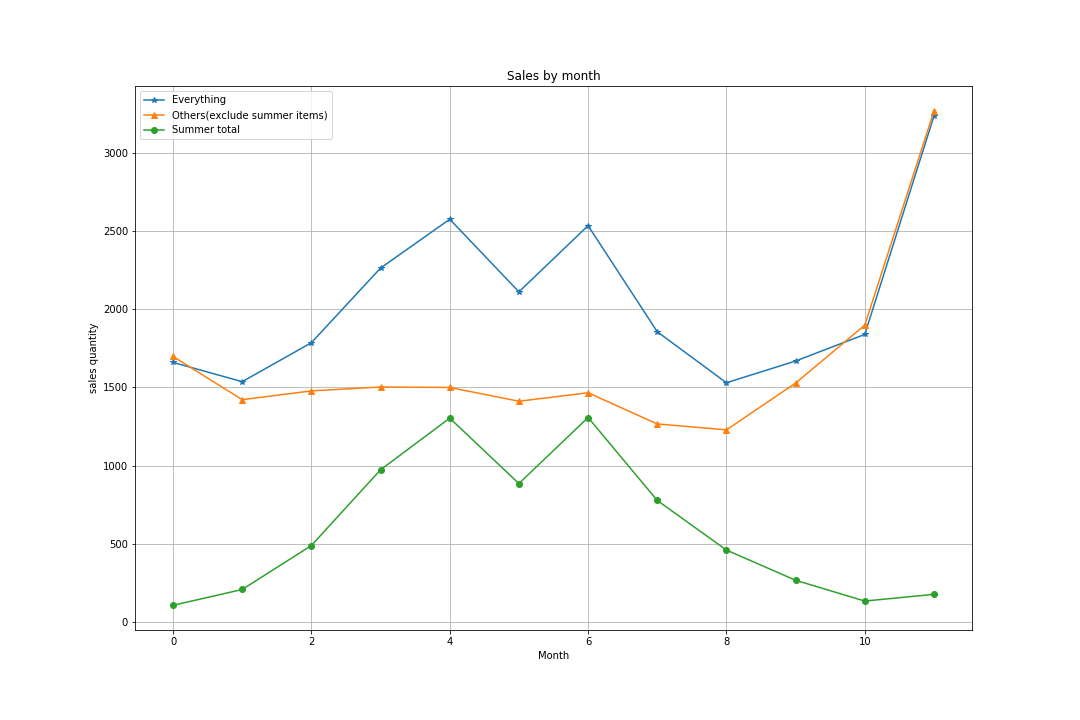 Sales by month
Everything
Others(exclude summer items)
Summer total
3000
2500
2000
1500
1000
500
0
sales quantity
0 2 4 6 8 10
Month